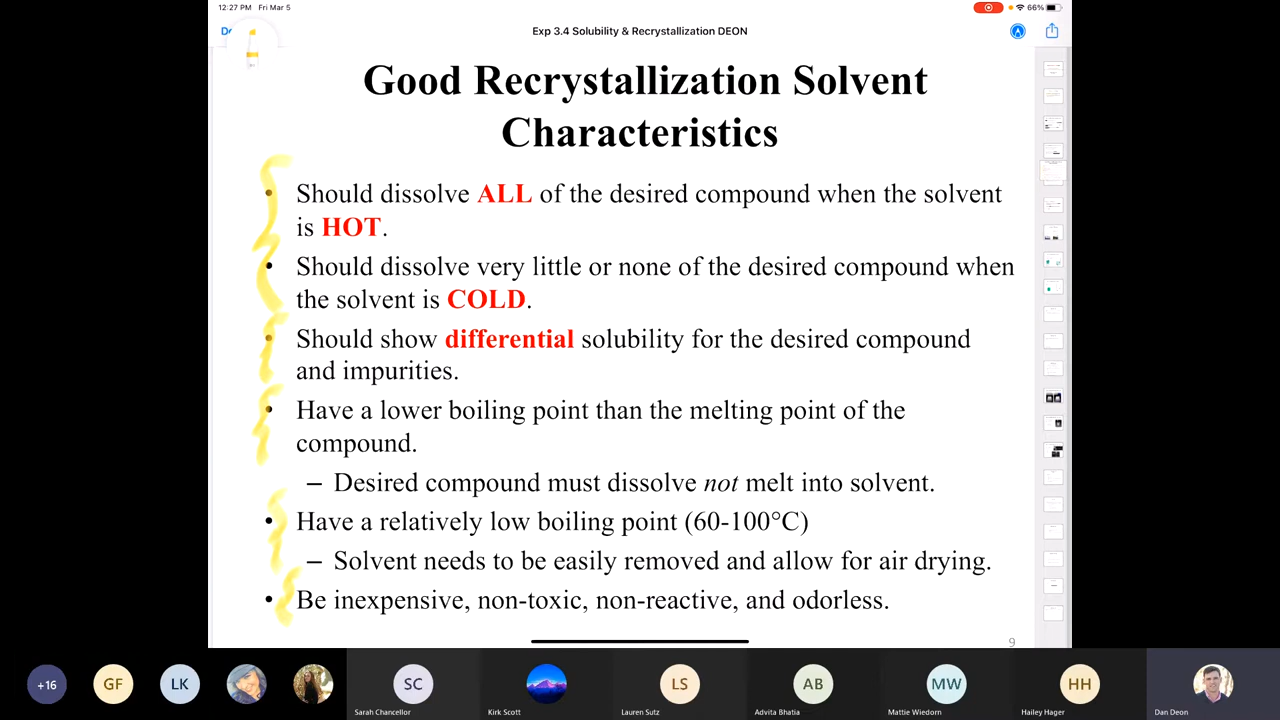 12:27 PM Fri Mar 5
66%
Exp 3.4 Solubility & Recrystallization DEON
Good Recrystallization Solvent
Characteristics
• Should dissolve ALL of the desired compound when the solvent
is HOT.
• Should dissolve very little or none of the desired compound when
the solvent is COLD.
• Should show differential solubility for the desired compound
and impurities.
• Have a lower boiling point than the melting point of the
compound.
– Desired compound must dissolve not melt into solvent.
• Have a relatively low boiling point (60-100°C)
– Solvent needs to be easily removed and allow for air drying.
• Be inexpensive, non-toxic, non-reactive, and odorless.
9
+16 GF LK SC LS AB MW HH
Sarah Chancellor Kirk Scott Lauren Sutz Advita Bhatia Mattie Wiedorn Hailey Hager Dan Deon